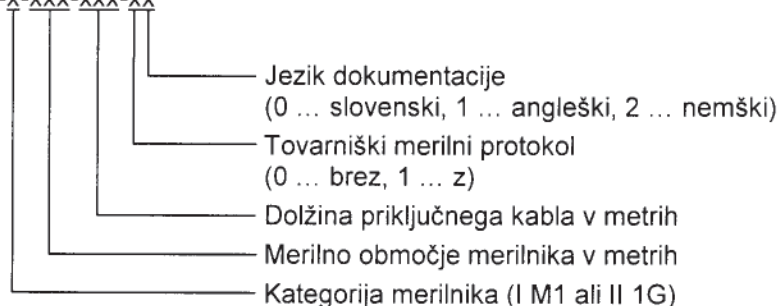 -x-xxx-xxx-xx
Jezik dokumentacije
(0 ... slovenski, 1 ... angleški, 2 ... nemški)
Tovarniški merilni protokol
(0 ... brez, 1 ... z)
Dolžina priključnega kabla v metrih
Merilno območje merilnika v metrih
Kategorija merilnika (I M1 ali II 1G)